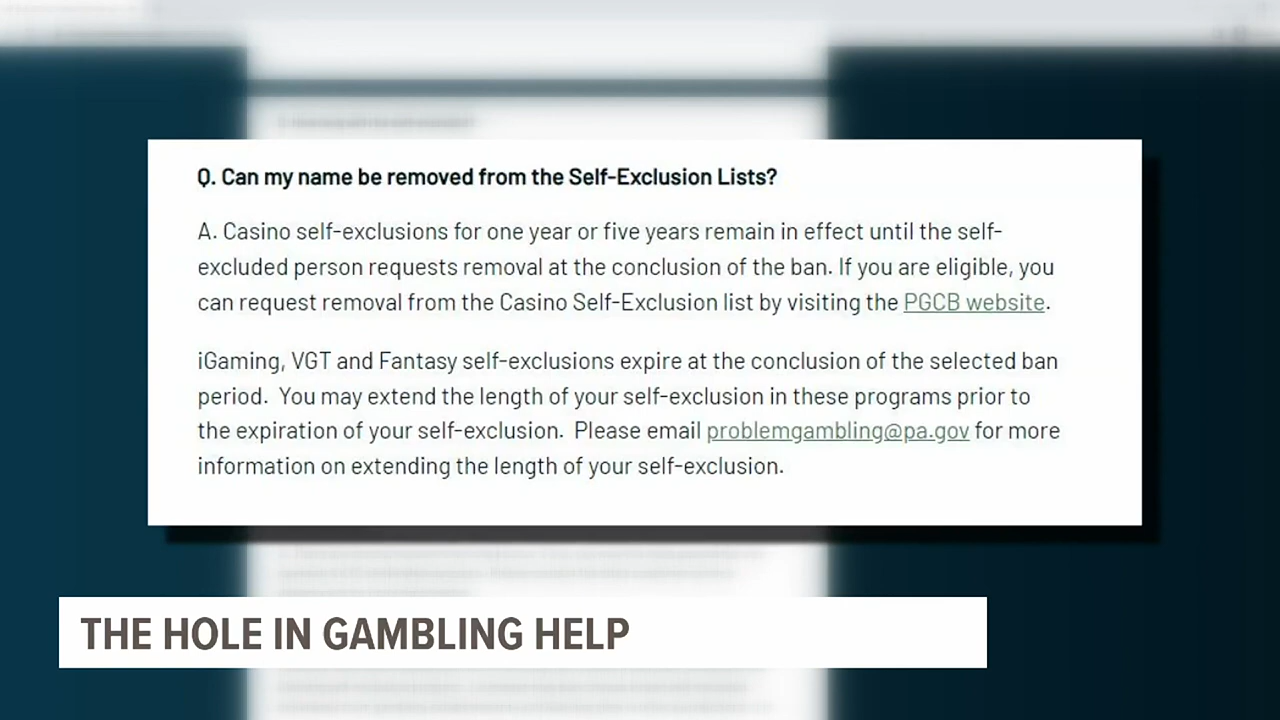 Q. Can my name be removed from the Self-Exclusion Lists?
A. Casino self-exclusions for one year or five years remain in effect until the self-
excluded person requests removal at the conclusion of the ban. If you are eligible, you
can request removal from the Casino Self-Exclusion list by visiting the PGCB website.
iGaming, VGT and Fantasy self-exclusions expire at the conclusion of the selected ban
period.  You may extend the length of your self-exclusion in these programs prior to
the expiration of your self-exclusion.  Please email problemgambling@pa.gov for more
information on extending the length of your self-exclusion.
THE HOLE IN GAMBLING HELP